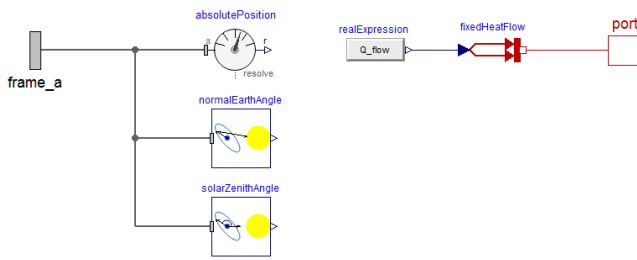 absolutePosition
a
r
resolve
frame_a
realExpression
Q_flow
fixedHeatFlow
port
normalEarthAngle
solarZenithAngle